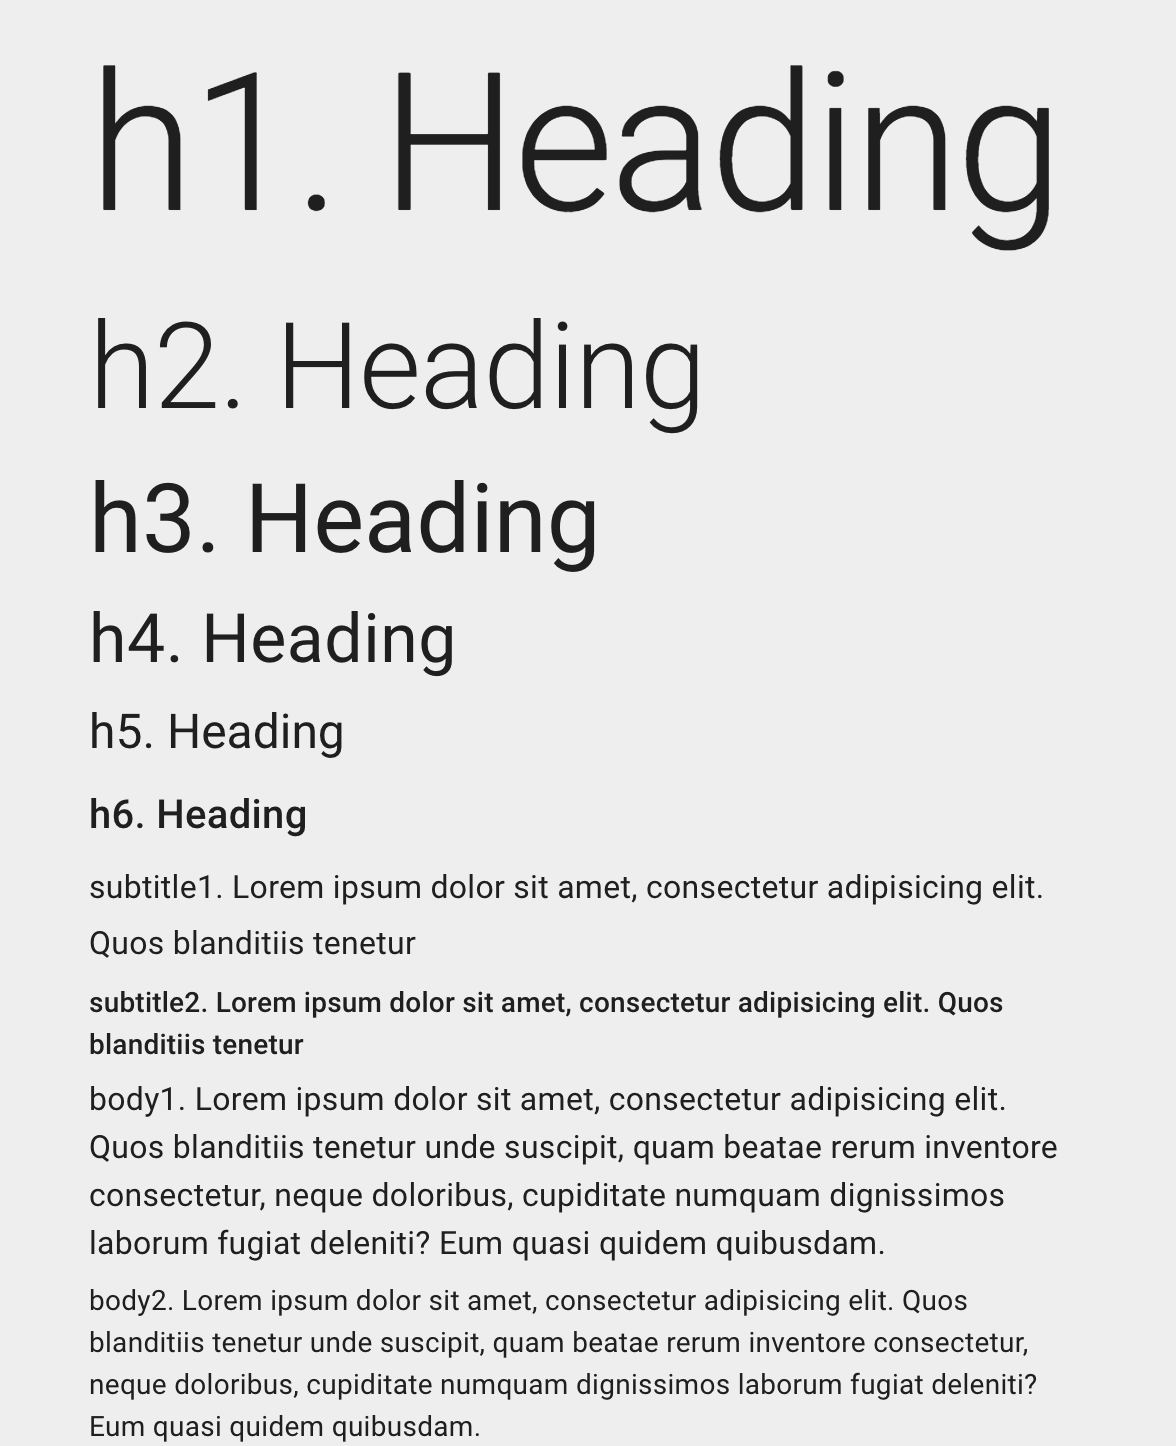 h1. Heading
h2. Heading
h3. Heading
h4. Heading
h5. Heading
h6. Heading
subtitle1. Lorem ipsum dolor sit amet, consectetur adipisicing elit.
Quos blanditiis tenetur
subtitle2. Lorem ipsum dolor sit amet, consectetur adipisicing elit. Quos
blanditiis tenetur
body1. Lorem ipsum dolor sit amet, consectetur adipisicing elit.
Quos blanditiis tenetur unde suscipit, quam beatae rerum inventore
consectetur, neque doloribus, cupiditate numquam dignissimos
laborum fugiat deleniti? Eum quasi quidem quibusdam.
body2. Lorem ipsum dolor sit amet, consectetur adipisicing elit. Quos
blanditiis tenetur unde suscipit, quam beatae rerum inventore consectetur,
neque doloribus, cupiditate numquam dignissimos laborum fugiat deleniti?
Eum quasi quidem quibusdam.